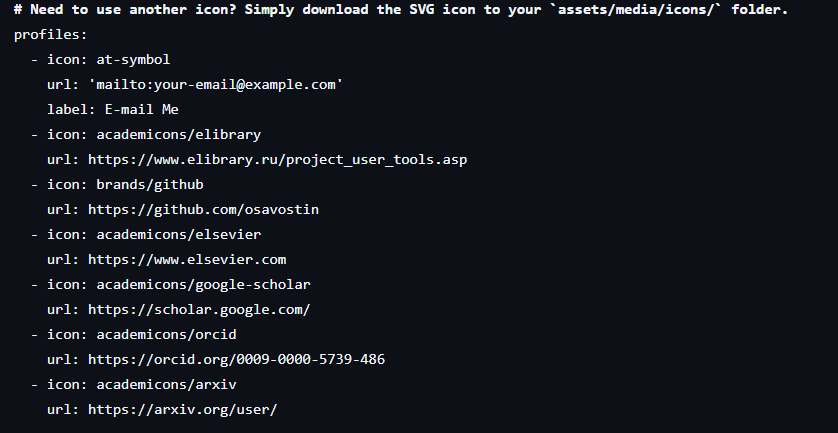 # Need to use another icon? Simply download the SVG icon to your `assets/media/icons/` folder.
profiles:
  - icon: at-symbol
    url: 'mailto:your-email@example.com'
    label: E-mail Me
  - icon: academicons/elibrary
    url: https://www.elibrary.ru/project_user_tools.asp
  - icon: brands/github
    url: https://github.com/osavostin
  - icon: academicons/elsevier
    url: https://www.elsevier.com
  - icon: academicons/google-scholar
    url: https://scholar.google.com/
  - icon: academicons/orcid
    url: https://orcid.org/0009-0000-5739-486
  - icon: academicons/arxiv
    url: https://arxiv.org/user/